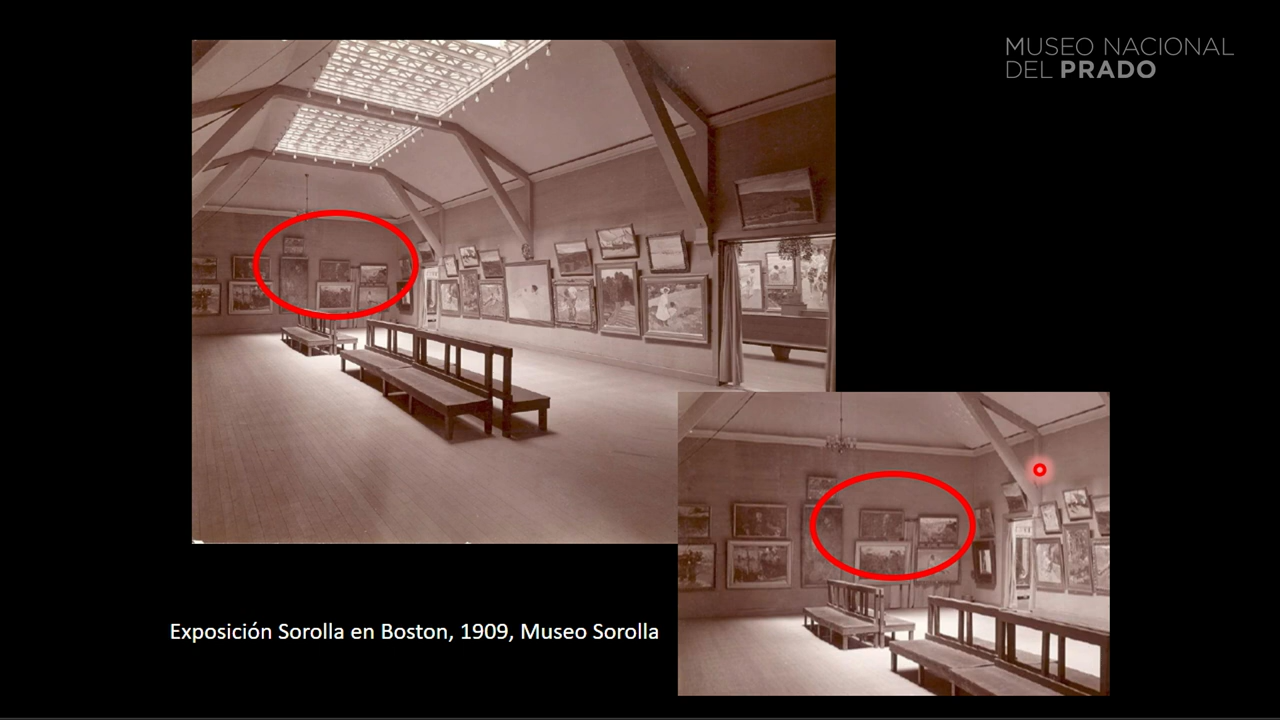 MUSEO NACIONAL
DEL PRADO
Exposición Sorolla en Boston, 1909, Museo Sorolla